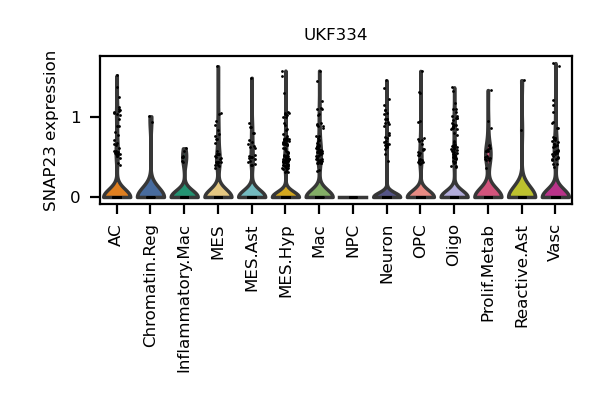 UKF334
SNAP23 expression
1
0
AC
Chromatin.Reg
Inflammatory.Mac
MES
MES.Ast
MES.Hyp
Mac
NPC
Neuron
OPC
Oligo
Prolif.Metab
Reactive.Ast
Vasc